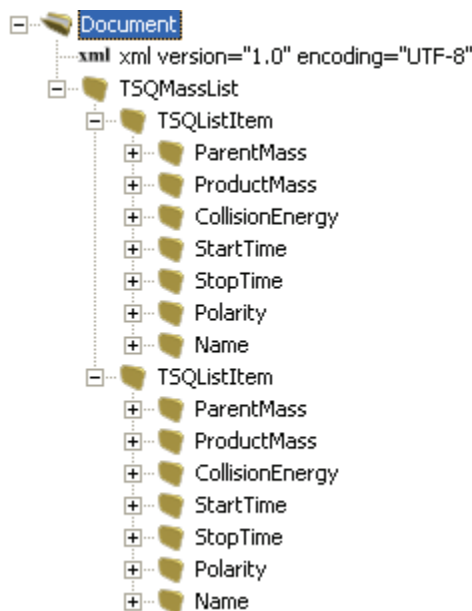 Document
xml xml version="1.0" encoding="UTF-8"
TSQMassList
TSQListItem
ParentMass
ProductMass
CollisionEnergy
StartTime
StopTime
Polarity
Name
TSQListItem
ParentMass
ProductMass
CollisionEnergy
StartTime
StopTime
Polarity
Name